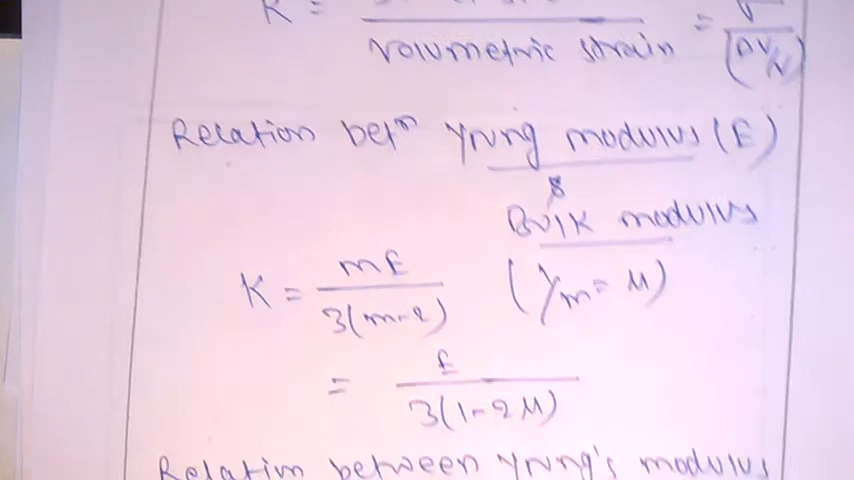 K =
volumetric strain = σ/(ΔV/V)
Relation betn Young modulus (E)
&
Bulk modulus
K = mE/3(m-2) (1/m = μ)
= E/3(1-2μ)
Relation between Young's modulus